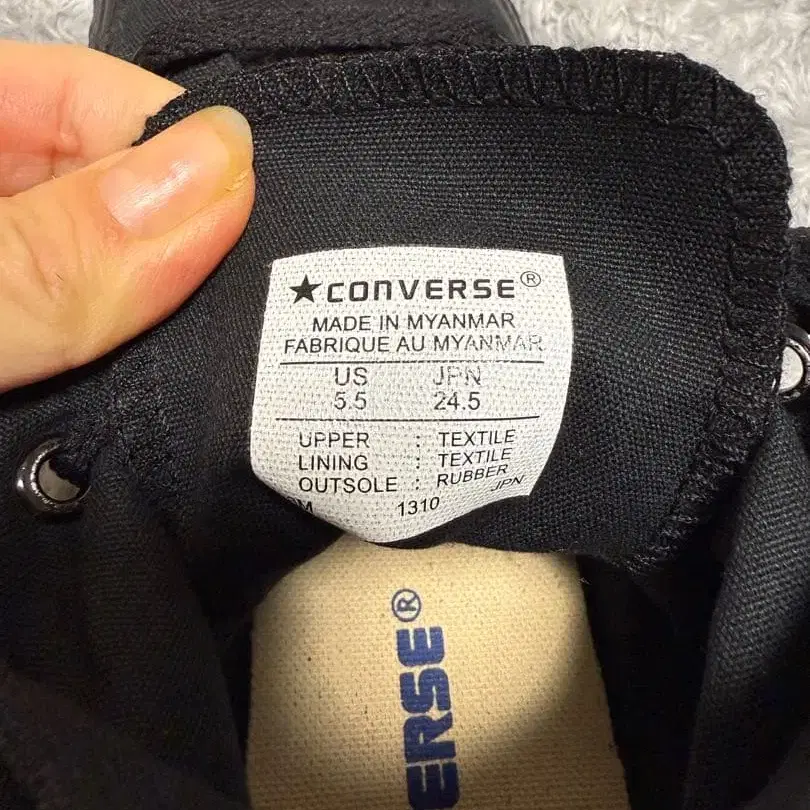 ★CONVERSE®
MADE IN MYANMAR
FABRIQUE AU MYANMAR
US JPN
5.5 24.5
UPPER : TEXTILE
LINING : TEXTILE
OUTSOLE : RUBBER
1310 JPN
ERSE®